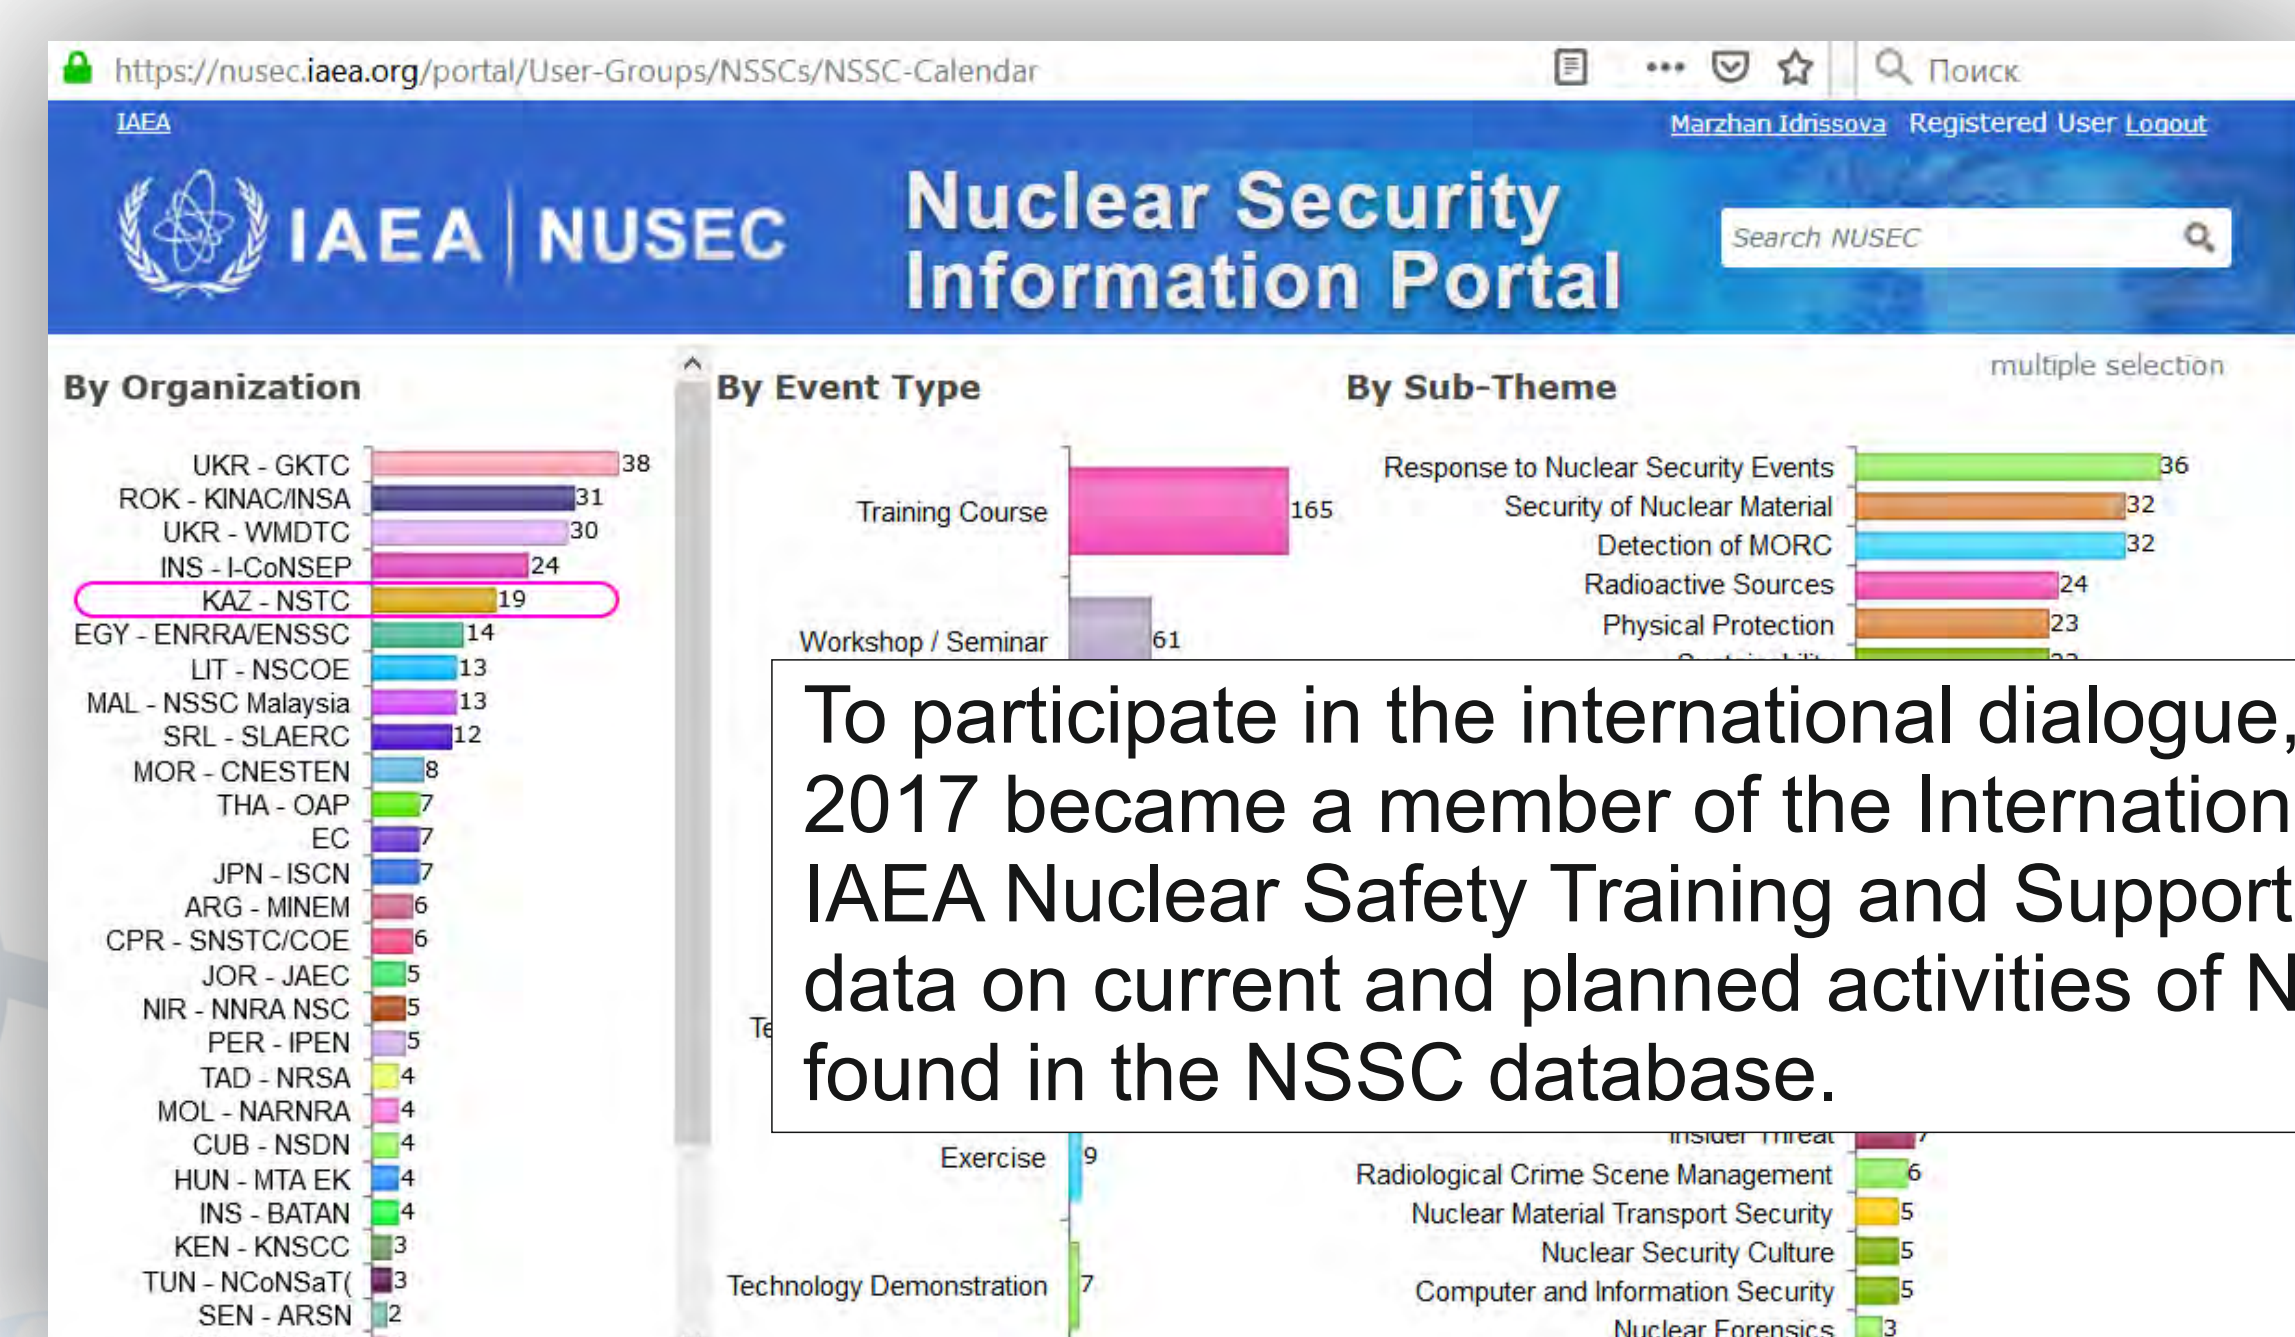 https://nusec.iaea.org/portal/User-Groups/NSSCs/NSSC-Calendar
Поиск
IAEA
Marzhan Idrissova Registered User Logout
IAEA NUSEC
Nuclear Security
Information Portal
Search NUSEC
multiple selection
By Organization
UKR - GKTC 38
ROK - KINAC/INSA 31
UKR - WMDTC 30
INS - I-CoNSEP 24
KAZ - NSTC 19
EGY - ENRRA/ENSSC 14
LIT - NSCOE 13
MAL - NSSC Malaysia 13
SRL - SLAERC 12
MOR - CNESTEN 8
THA - OAP 7
EC 7
JPN - ISCN 7
ARG - MINEM 6
CPR - SNSTC/COE 6
JOR - JAEC 5
NIR - NNRA NSC 5
PER - IPEN 5
TAD - NRSA 4
MOL - NARNRA 4
CUB - NSDN 4
HUN - MTA EK 4
INS - BATAN 4
KEN - KNSCC 3
TUN - NCoNSaT( 3
SEN - ARSN 2
By Event Type
Training Course 165
Workshop / Seminar 61
Te
Exercise 9
Technology Demonstration 7
By Sub-Theme
Response to Nuclear Security Events 36
Security of Nuclear Material 32
Detection of MORC 32
Radioactive Sources 24
Physical Protection 23
To participate in the international dialogue,
2017 became a member of the Internation
IAEA Nuclear Safety Training and Support
data on current and planned activities of N
found in the NSSC database.
Insider Threat 7
Radiological Crime Scene Management 6
Nuclear Material Transport Security 5
Nuclear Security Culture 5
Computer and Information Security 5
Nuclear Forensics 3